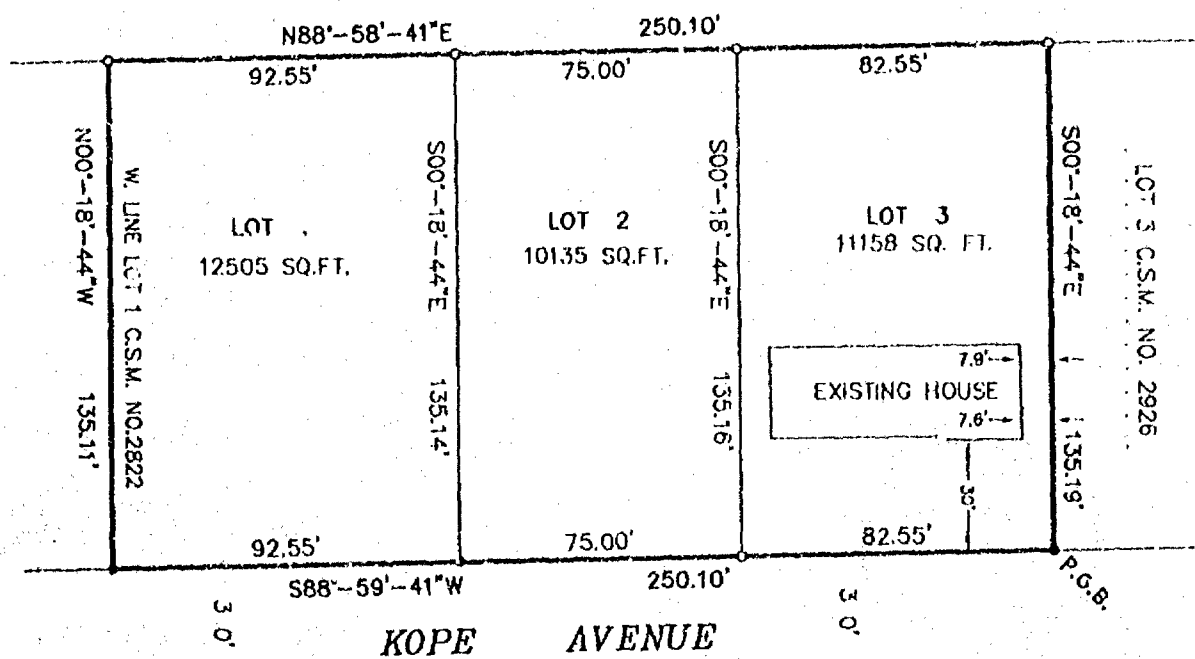 N88°-58'-41"E 250.10'
92.55' 75.00' 82.55'
N00°-18'-44"W 135.11'
W. LINE LOT 1 C.S.M. NO.2822
LOT
12505 SQ.FT.
S00°-18'-44"E 135.14'
LOT 2
10135 SQ.FT.
S00°-18'-44"E 135.16'
LOT 3
11158 SQ. FT.
S00°-18'-44"E 135.19'
LOT 3 C.S.M. NO. 2926
7.9'
EXISTING HOUSE
7.6'
30'
92.55' 75.00' 82.55'
S88°-59'-41"W 250.10'
P.O.B.
KOPE AVENUE